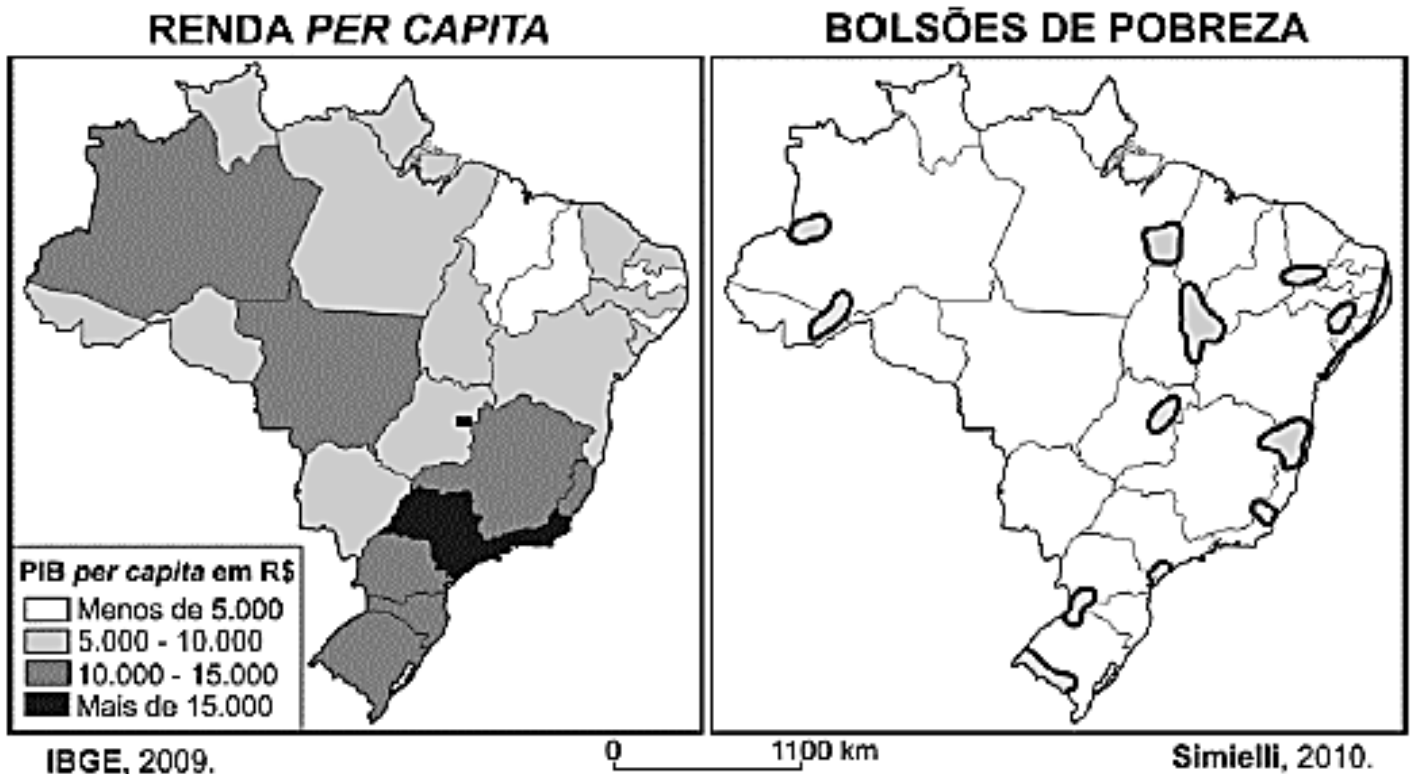 RENDA PER CAPITA
BOLSÕES DE POBREZA
PIB per capita em R$
Menos de 5.000
5.000 - 10.000
10.000 - 15.000
Mais de 15.000
IBGE, 2009.
0 1100 km
Simielli, 2010.